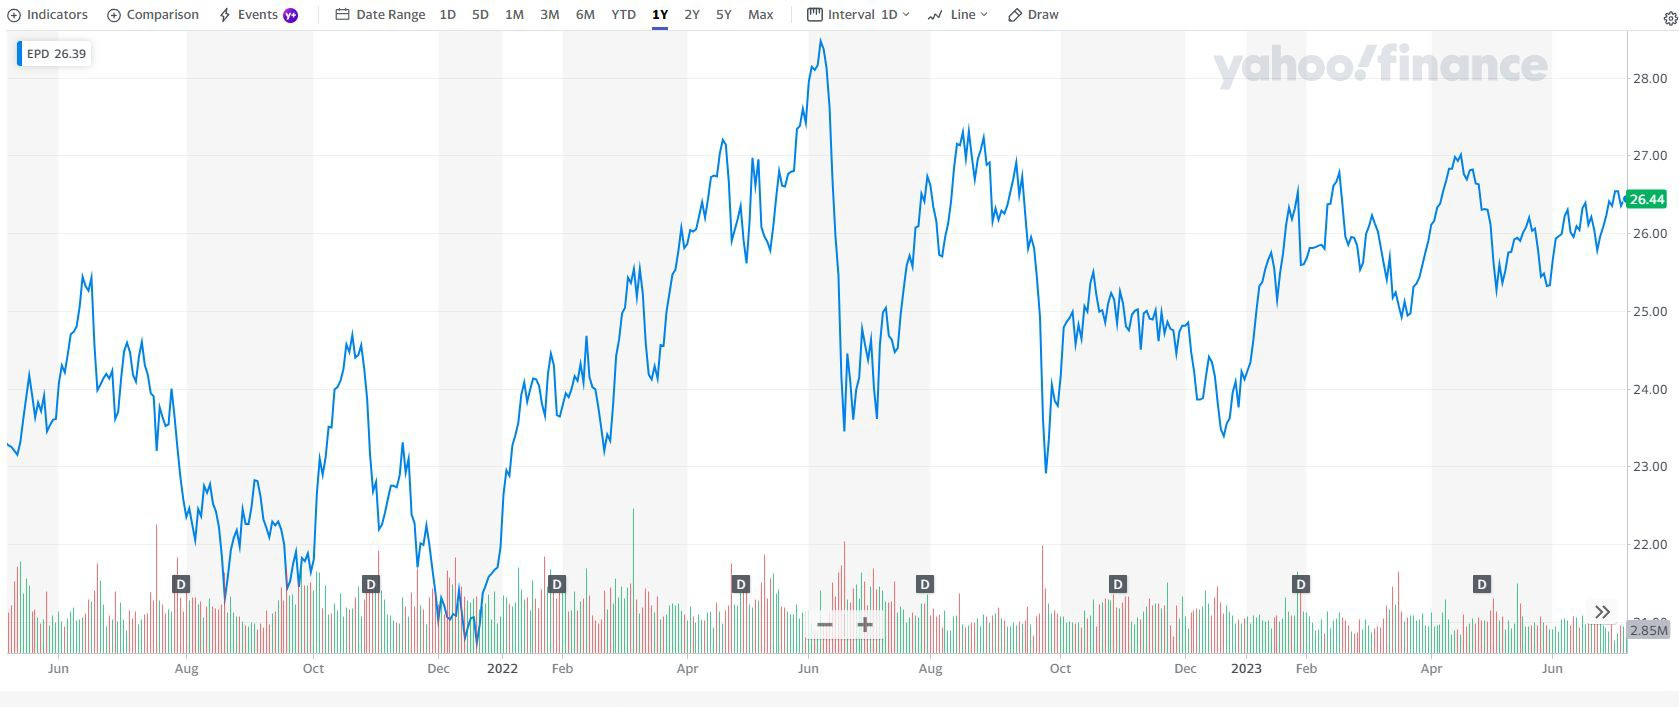 Indicators Comparison Events y+ Date Range 1D 5D 1M 3M 6M YTD 1Y 2Y 5Y Max Interval 1D Line Draw
EPD 26.39
yahoo!finance
28.00
27.00
26.44
26.00
25.00
24.00
23.00
22.00
D D D D D D D D
2.85M
Jun Aug Oct Dec 2022 Feb Apr Jun Aug Oct Dec 2023 Feb Apr Jun